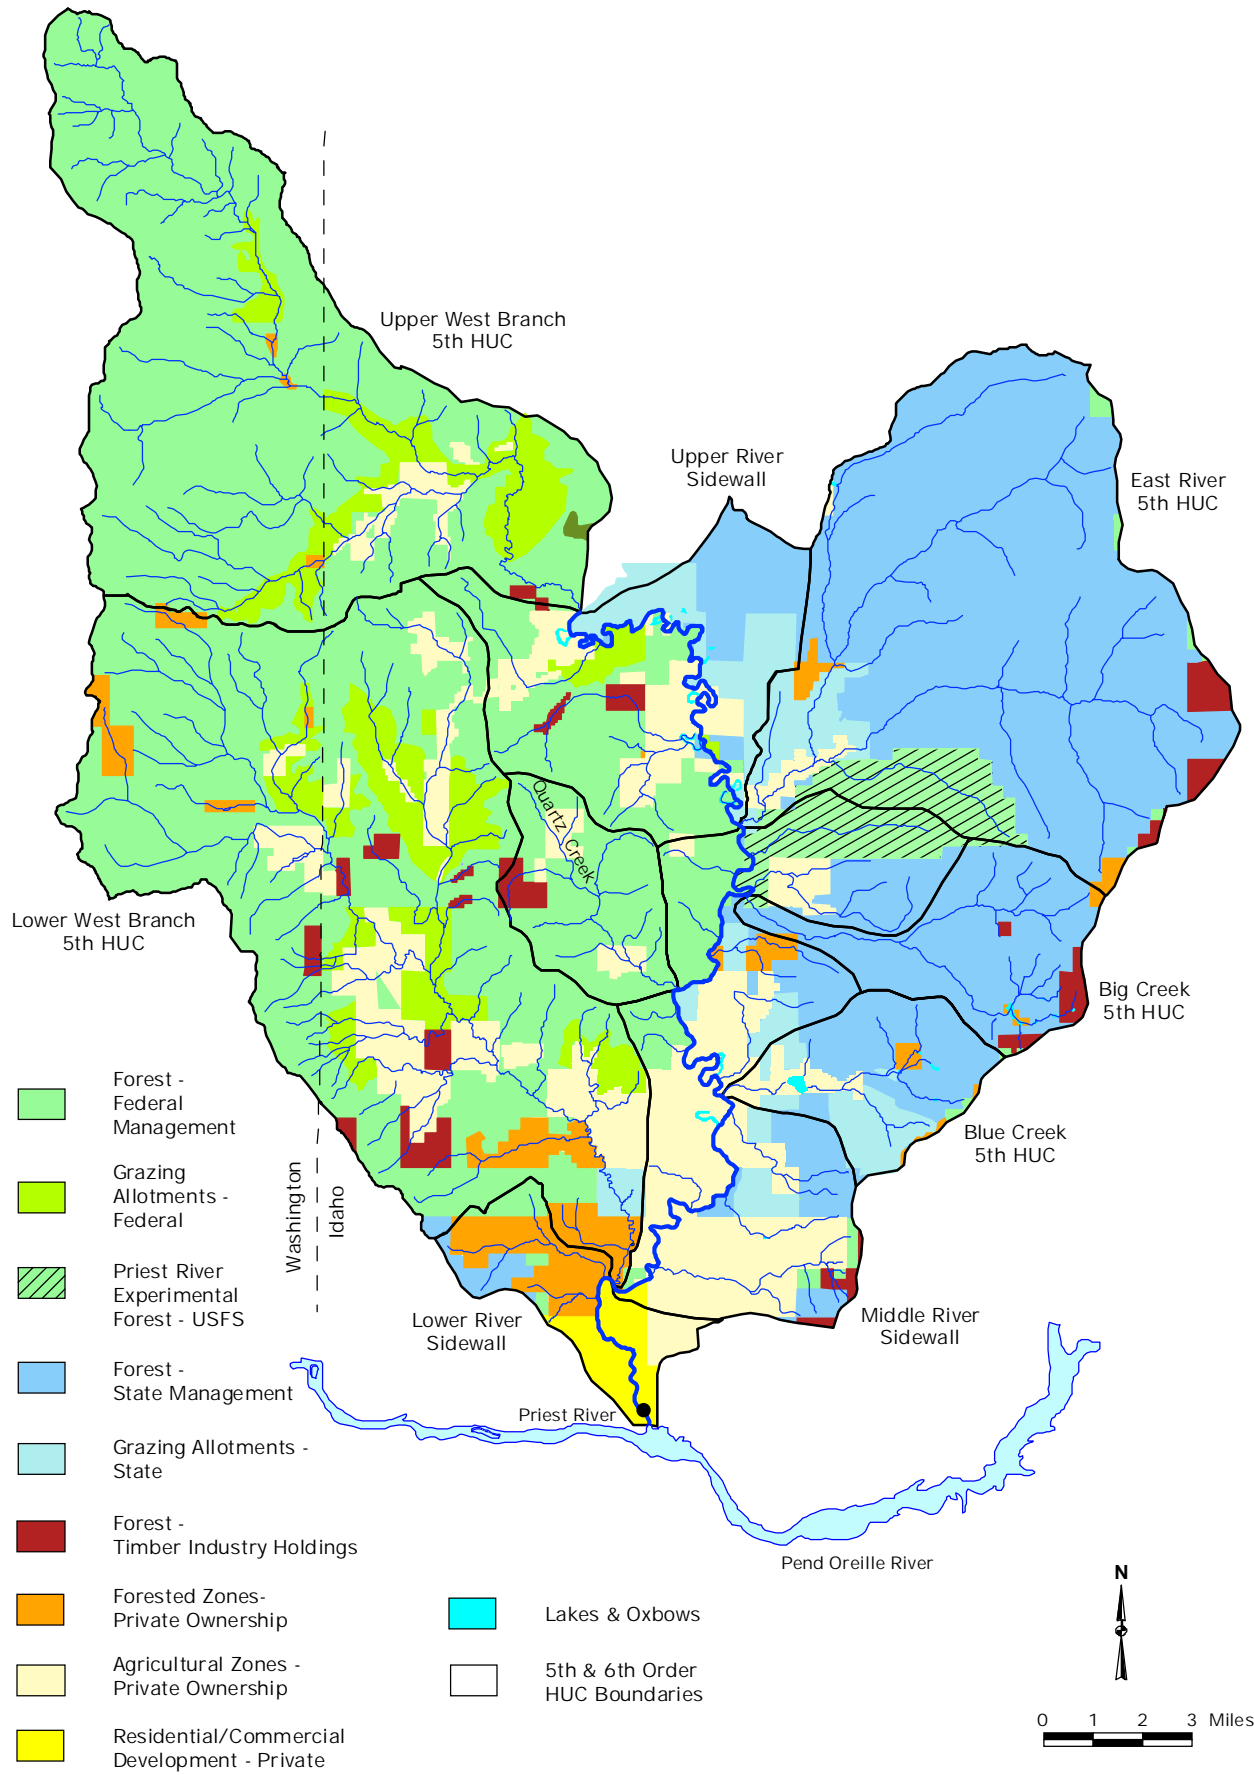 Upper West Branch
5th HUC
Upper River
Sidewall
East River
5th HUC
Quartz Creek
Lower West Branch
5th HUC
Big Creek
5th HUC
Blue Creek
5th HUC
Washington
Idaho
Lower River
Sidewall
Middle River
Sidewall
Priest River
Pend Oreille River
Forest -
Federal
Management
Grazing
Allotments -
Federal
Priest River
Experimental
Forest - USFS
Forest -
State Management
Grazing Allotments -
State
Forest -
Timber Industry Holdings
Forested Zones-
Private Ownership
Agricultural Zones -
Private Ownership
Residential/Commercial
Development - Private
Lakes & Oxbows
5th & 6th Order
HUC Boundaries
N
0 1 2 3 Miles